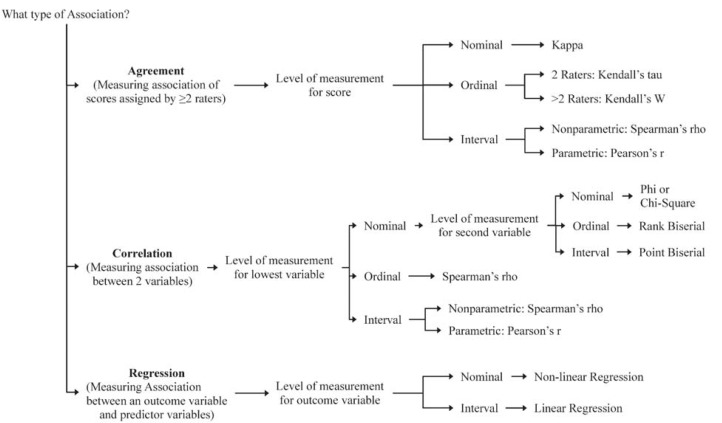 What type of Association?
Agreement
(Measuring association of
scores assigned by ≥2 raters)
Level of measurement
for score
Nominal
Kappa
Ordinal
2 Raters: Kendall's tau
>2 Raters: Kendall's W
Interval
Nonparametric: Spearman's rho
Parametric: Pearson's r
Correlation
(Measuring association
between 2 variables)
Level of measurement
for lowest variable
Nominal
Level of measurement
for second variable
Nominal
Phi or
Chi-Square
Ordinal
Rank Biserial
Interval
Point Biserial
Ordinal
Spearman's rho
Interval
Nonparametric: Spearman's rho
Parametric: Pearson's r
Regression
(Measuring Association
between an outcome variable
and predictor variables)
Level of measurement
for outcome variable
Nominal
Non-linear Regression
Interval
Linear Regression